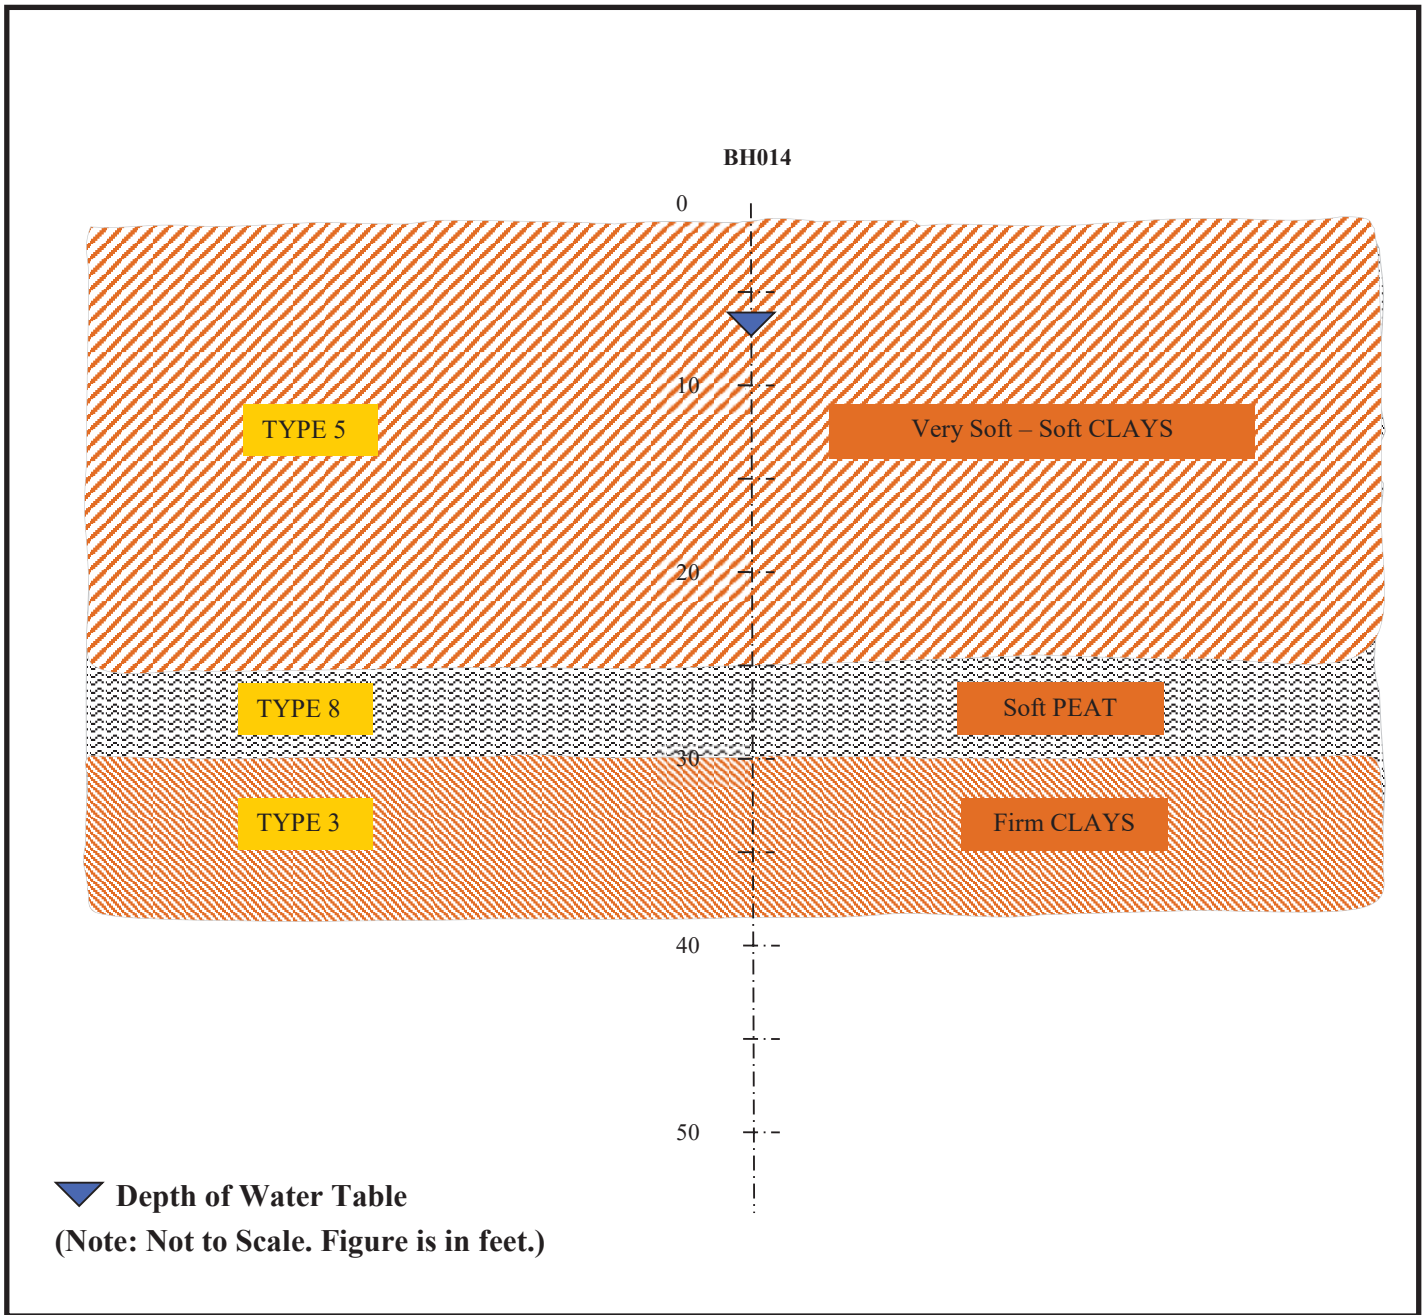 BH014
0
10
TYPE 5
Very Soft – Soft CLAYS
20
TYPE 8
Soft PEAT
30
TYPE 3
Firm CLAYS
40
50
Depth of Water Table
(Note: Not to Scale. Figure is in feet.)